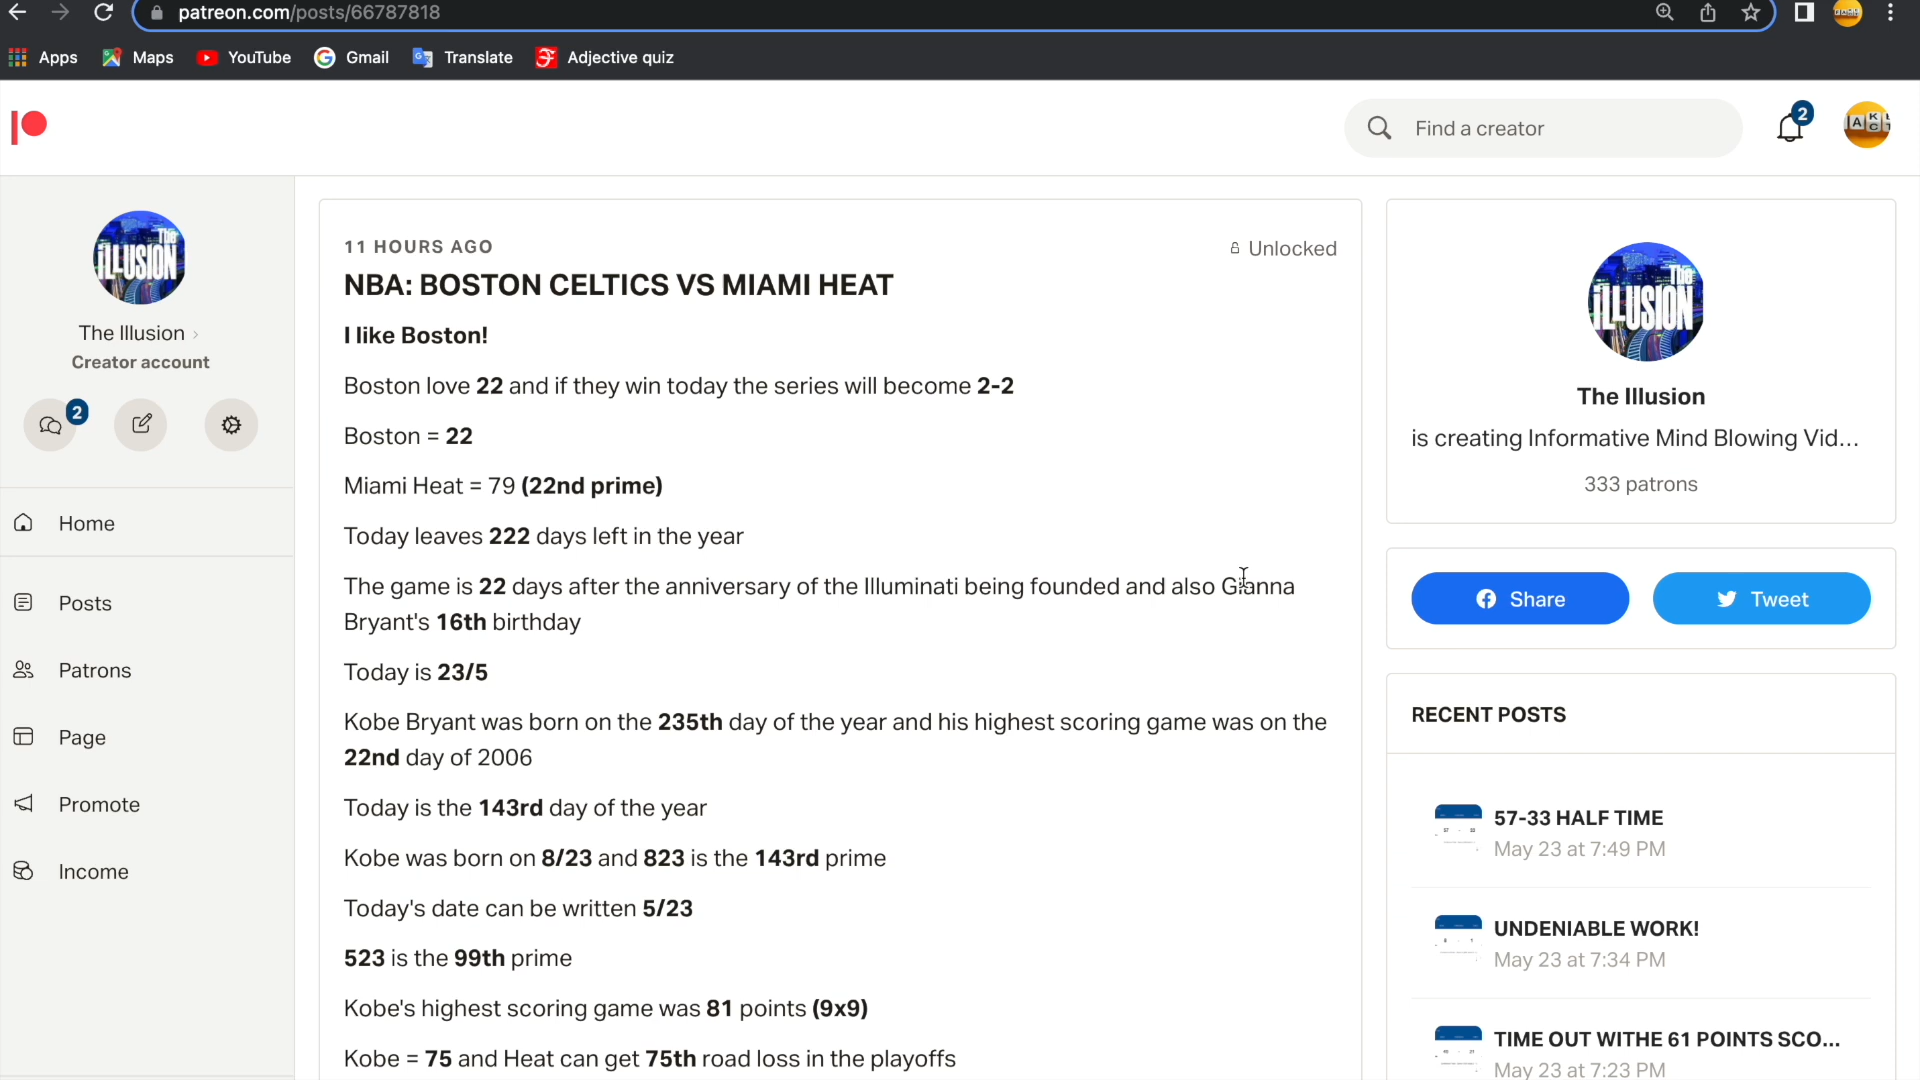 patreon.com/posts/66787818
Apps Maps YouTube Gmail Translate Adjective quiz
Find a creator
2
The ILLUSION
The Illusion
Creator account
2
Home
Posts
Patrons
Page
Promote
Income
11 HOURS AGO
Unlocked
NBA: BOSTON CELTICS VS MIAMI HEAT
I like Boston!
Boston love 22 and if they win today the series will become 2-2
Boston = 22
Miami Heat = 79 (22nd prime)
Today leaves 222 days left in the year
The game is 22 days after the anniversary of the Illuminati being founded and also Gianna
Bryant's 16th birthday
Today is 23/5
Kobe Bryant was born on the 235th day of the year and his highest scoring game was on the
22nd day of 2006
Today is the 143rd day of the year
Kobe was born on 8/23 and 823 is the 143rd prime
Today's date can be written 5/23
523 is the 99th prime
Kobe's highest scoring game was 81 points (9x9)
Kobe = 75 and Heat can get 75th road loss in the playoffs
The ILLUSION
The Illusion
is creating Informative Mind Blowing Vid...
333 patrons
Share
Tweet
RECENT POSTS
57-33 HALF TIME
May 23 at 7:49 PM
UNDENIABLE WORK!
May 23 at 7:34 PM
TIME OUT WITHE 61 POINTS SCO...
May 23 at 7:23 PM